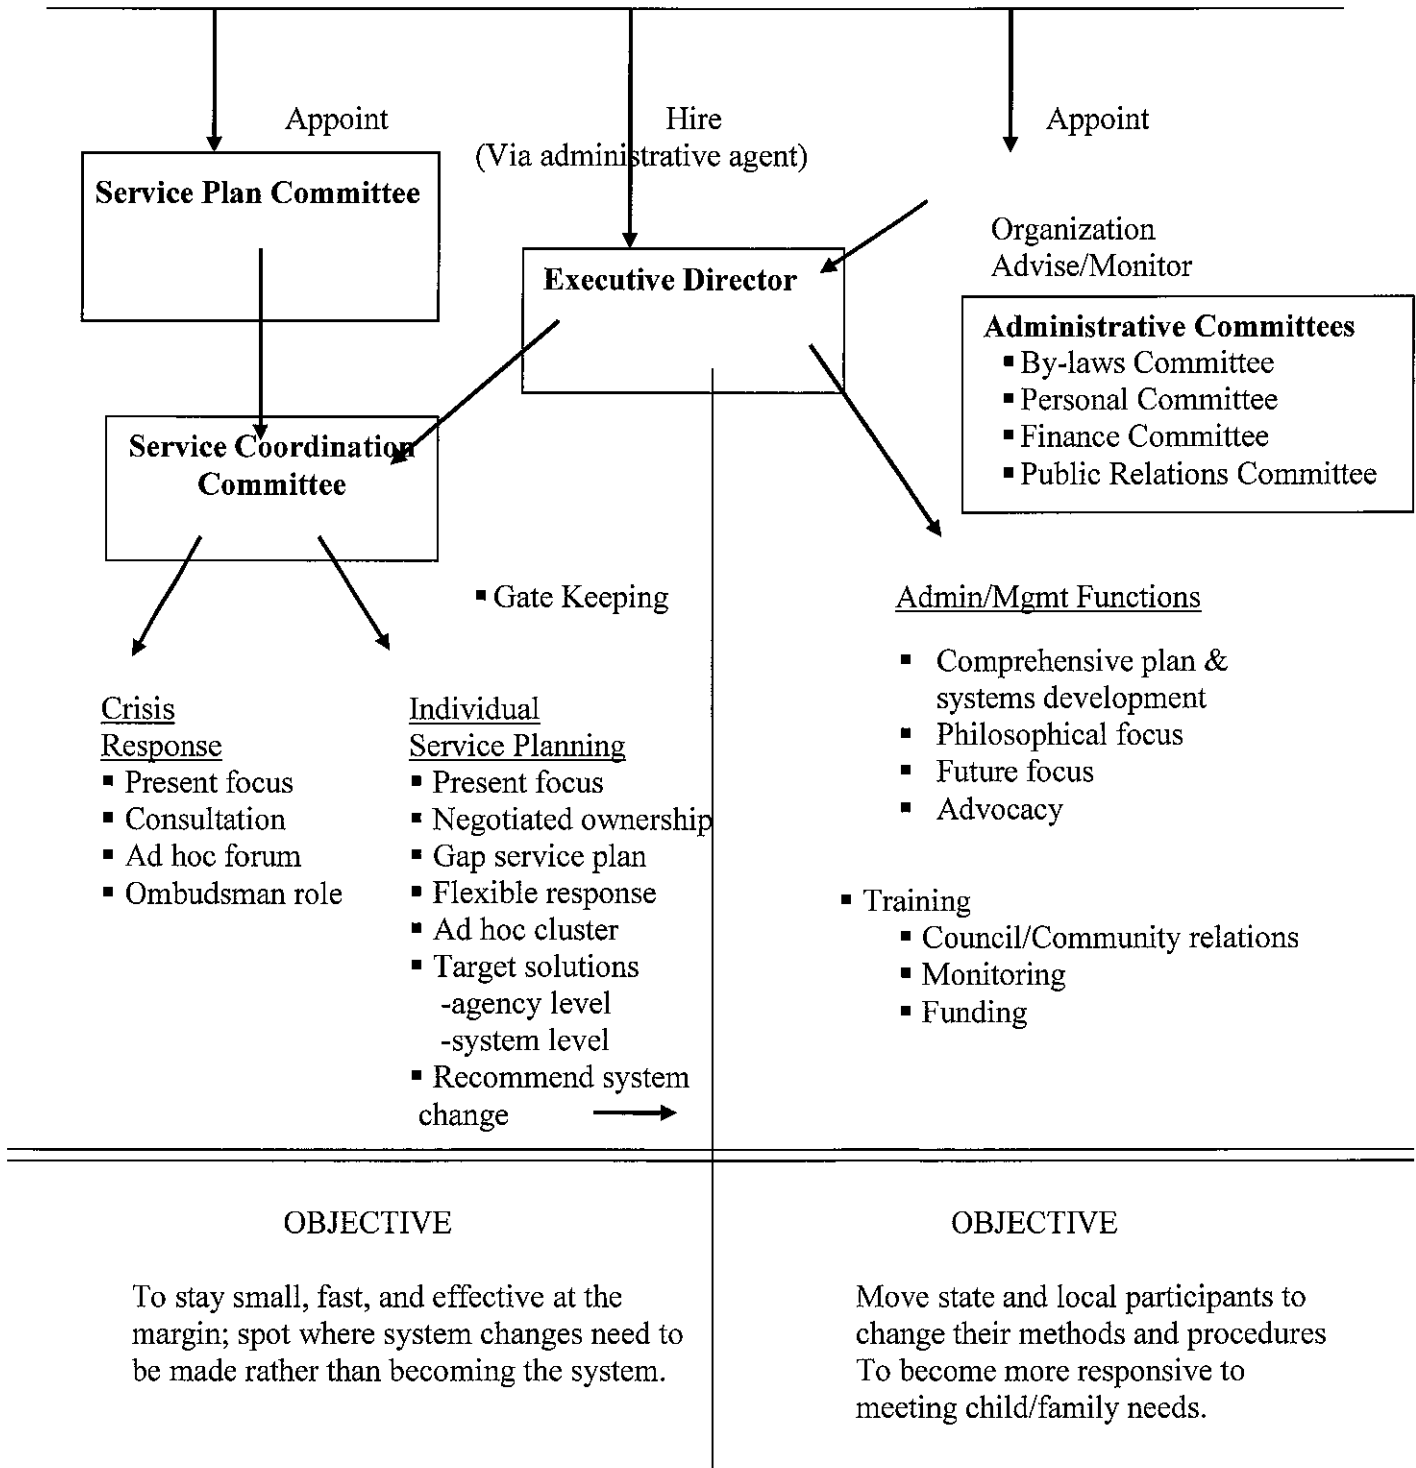 Appoint
Hire
(Via administrative agent)
Appoint
Service Plan Committee
Organization
Advise/Monitor
Executive Director
Administrative Committees
▪ By-laws Committee
▪ Personal Committee
▪ Finance Committee
▪ Public Relations Committee
Service Coordination
Committee
▪ Gate Keeping
Crisis
Response
▪ Present focus
▪ Consultation
▪ Ad hoc forum
▪ Ombudsman role
Individual
Service Planning
▪ Present focus
▪ Negotiated ownership
▪ Gap service plan
▪ Flexible response
▪ Ad hoc cluster
▪ Target solutions
-agency level
-system level
▪ Recommend system
change
Admin/Mgmt Functions
▪ Comprehensive plan &
systems development
▪ Philosophical focus
▪ Future focus
▪ Advocacy
▪ Training
▪ Council/Community relations
▪ Monitoring
▪ Funding
OBJECTIVE
To stay small, fast, and effective at the
margin; spot where system changes need to
be made rather than becoming the system.
OBJECTIVE
Move state and local participants to
change their methods and procedures
To become more responsive to
meeting child/family needs.